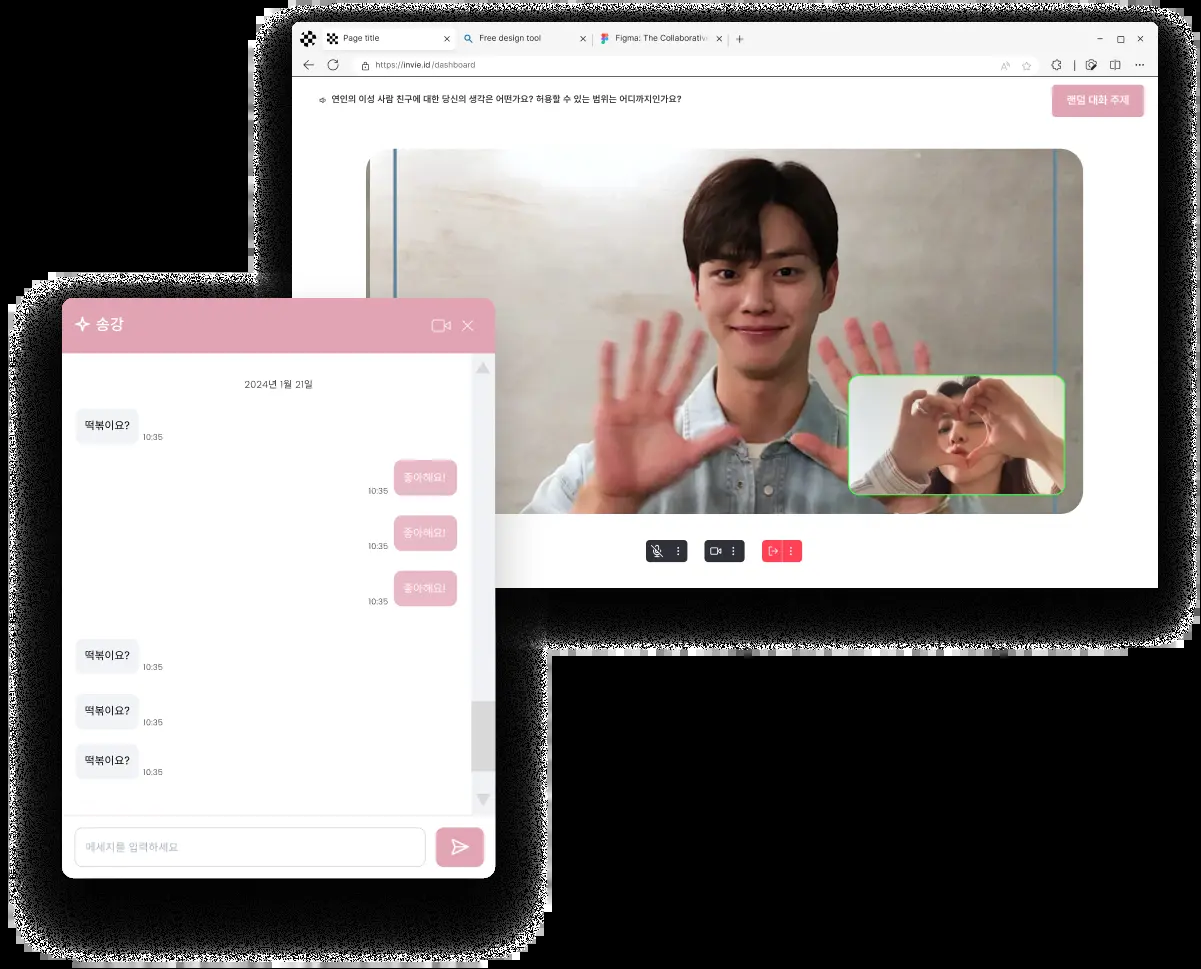 Page title
Free design tool
Figma: The Collaborativ
https://invie.id/dashboard
연인의 이성 사람 친구에 대한 당신의 생각은 어떤가요? 허용할 수 있는 범위는 어디까지인가요?
랜덤 대화 주제
송강
2024년 1월 21일
떡볶이요?
10:35
좋아해요!
10:35
좋아해요!
10:35
좋아해요!
10:35
떡볶이요?
10:35
떡볶이요?
10:35
떡볶이요?
10:35
메세지를 입력하세요